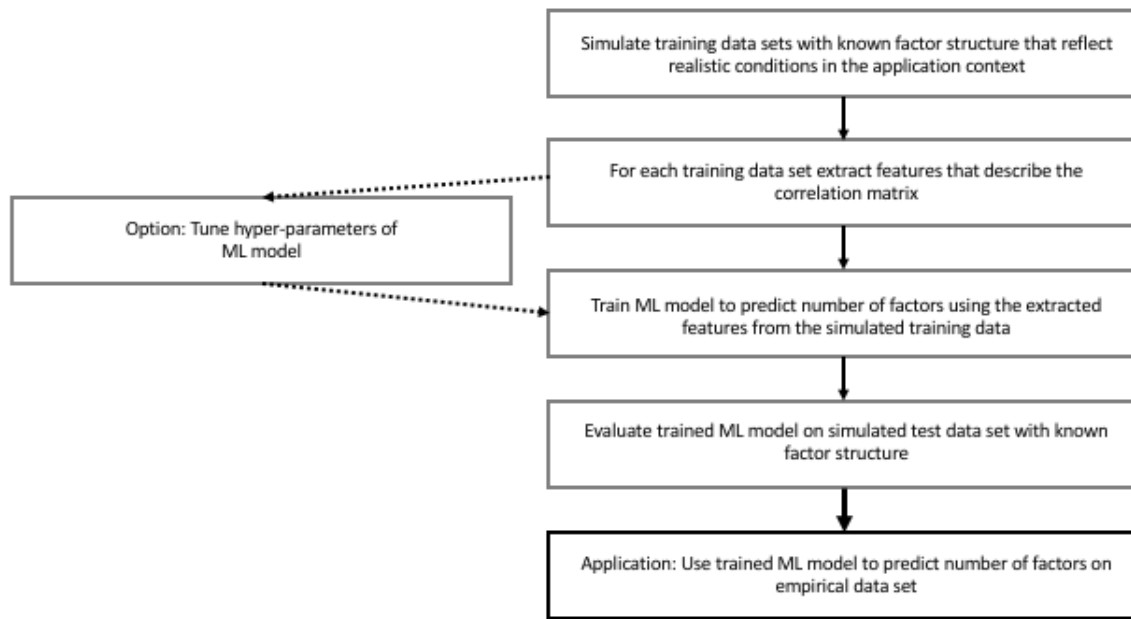 Simulate training data sets with known factor structure that reflect
realistic conditions in the application context
For each training data set extract features that describe the
correlation matrix
Option: Tune hyper-parameters of
ML model
Train ML model to predict number of factors using the extracted
features from the simulated training data
Evaluate trained ML model on simulated test data set with known
factor structure
Application: Use trained ML model to predict number of factors on
empirical data set